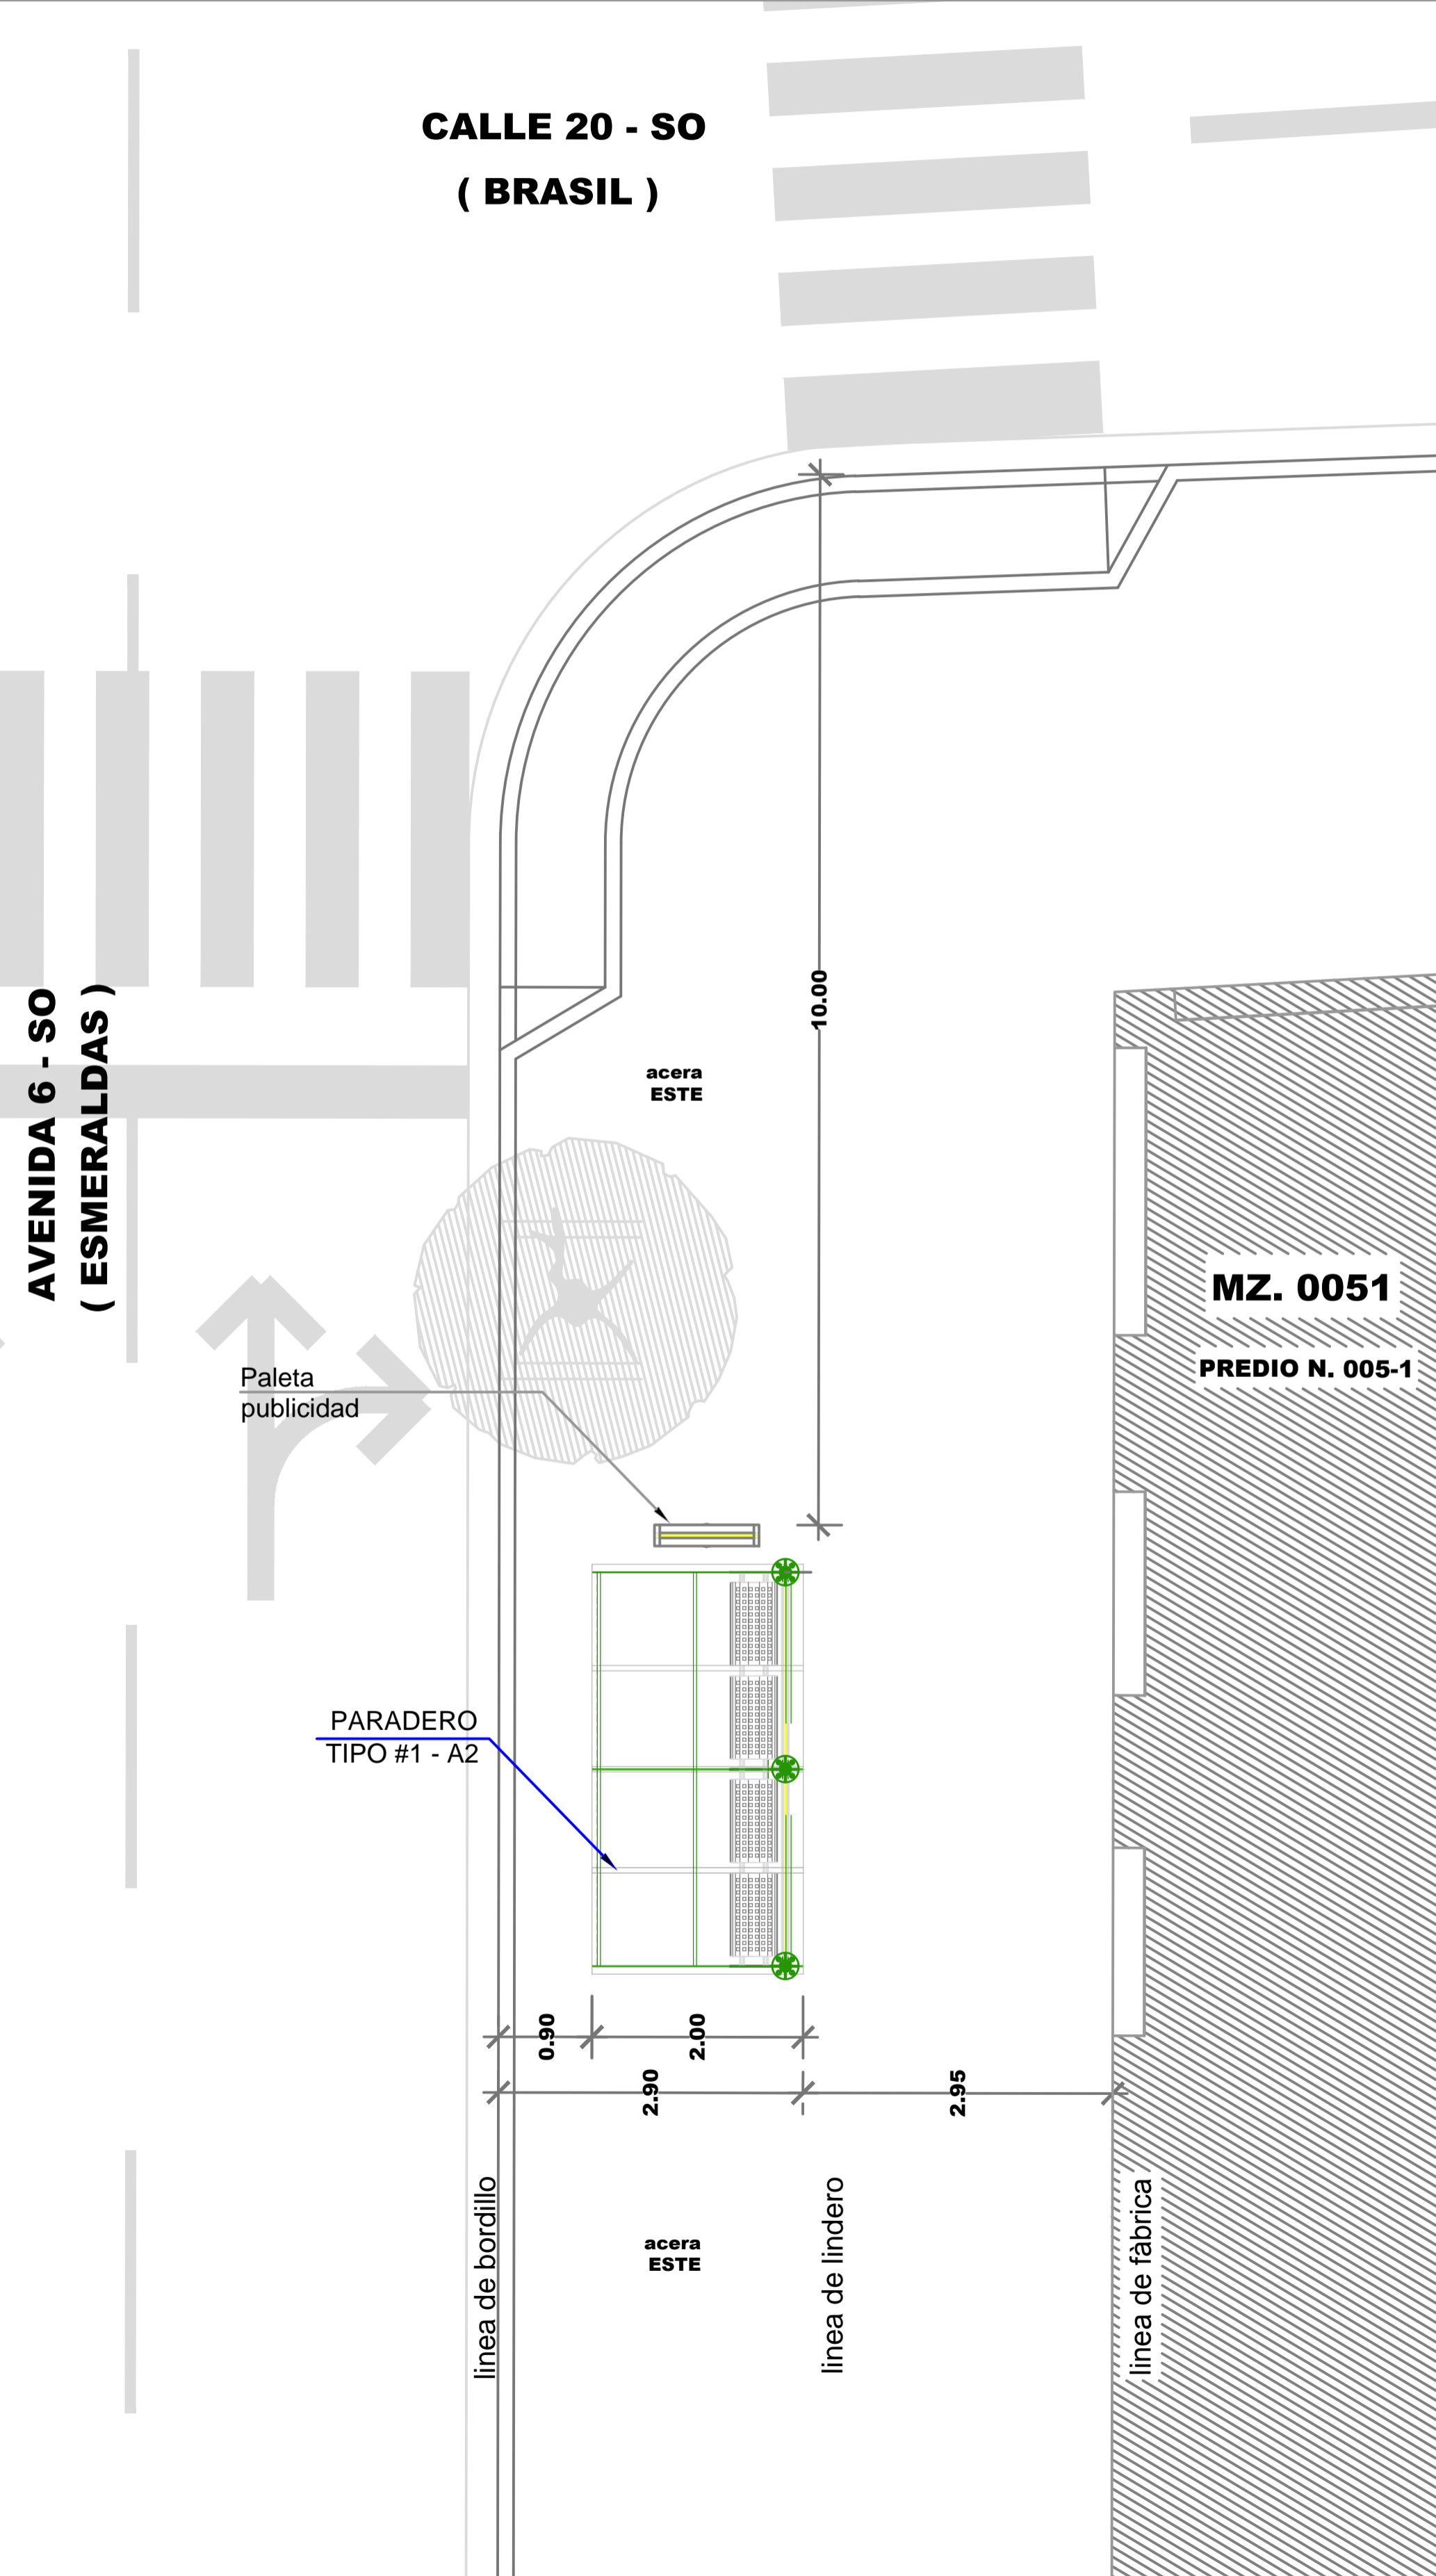 CALLE 20 - SO
( BRASIL )
AVENIDA 6 - SO
( ESMERALDAS )
10.00
acera
ESTE
MZ. 0051
PREDIO N. 005-1
Paleta
publicidad
PARADERO
TIPO #1 - A2
0.90
2.00
2.90
2.95
linea de bordillo
linea de lindero
linea de fàbrica
acera
ESTE